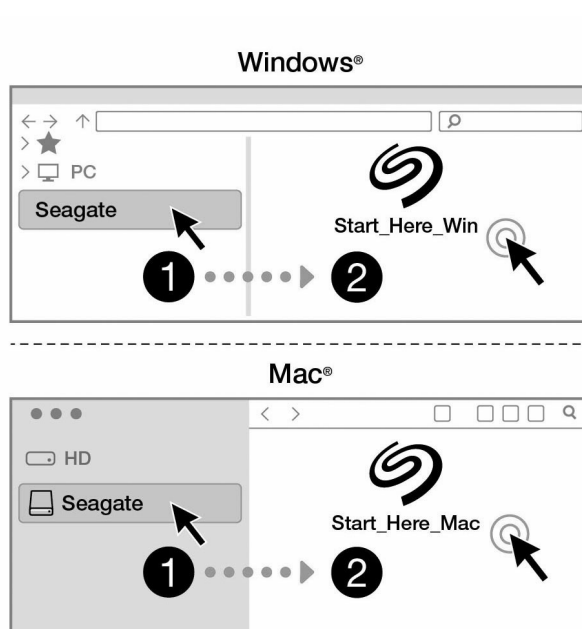 Windows®
PC
Seagate
Start_Here_Win
1 2
Mac®
HD
Seagate
Start_Here_Mac
1 2